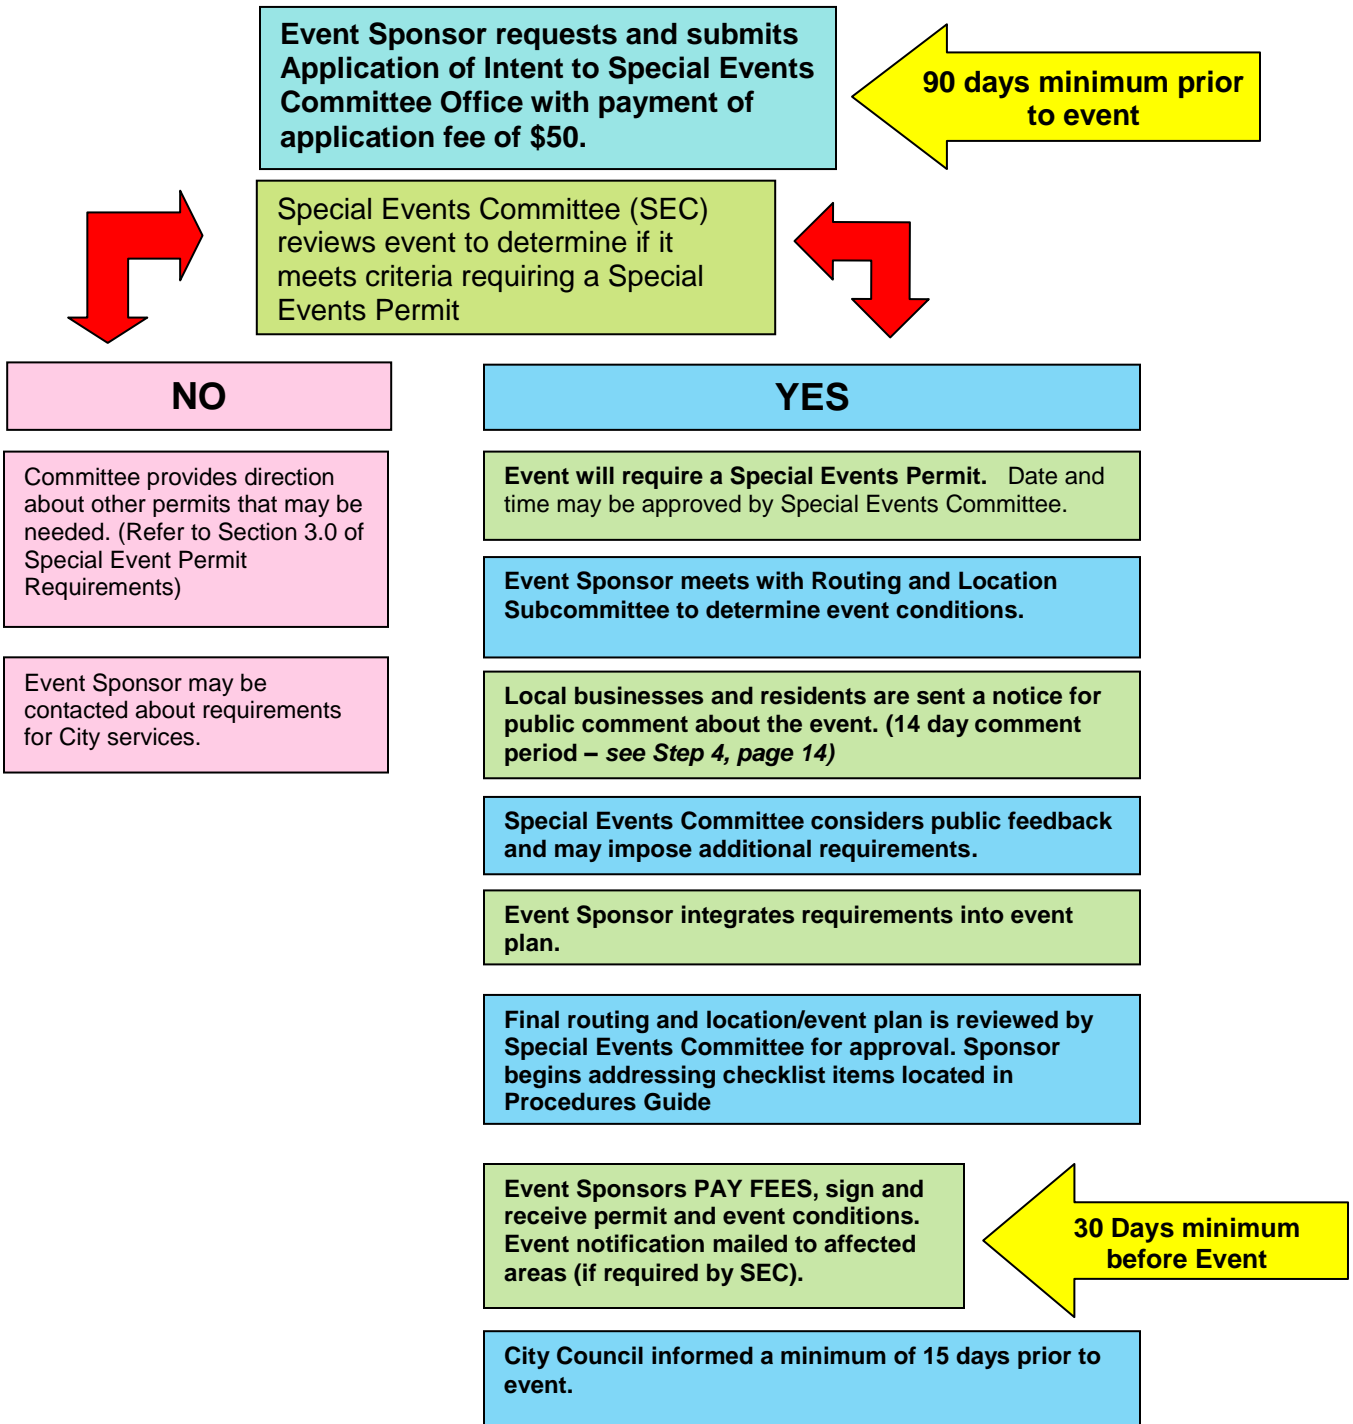 Event Sponsor requests and submits
Application of Intent to Special Events
Committee Office with payment of
application fee of $50.
90 days minimum prior
to event
Special Events Committee (SEC)
reviews event to determine if it
meets criteria requiring a Special
Events Permit
NO
Committee provides direction
about other permits that may be
needed. (Refer to Section 3.0 of
Special Event Permit
Requirements)
Event Sponsor may be
contacted about requirements
for City services.
YES
Event will require a Special Events Permit. Date and
time may be approved by Special Events Committee.
Event Sponsor meets with Routing and Location
Subcommittee to determine event conditions.
Local businesses and residents are sent a notice for
public comment about the event. (14 day comment
period – see Step 4, page 14)
Special Events Committee considers public feedback
and may impose additional requirements.
Event Sponsor integrates requirements into event
plan.
Final routing and location/event plan is reviewed by
Special Events Committee for approval. Sponsor
begins addressing checklist items located in
Procedures Guide
Event Sponsors PAY FEES, sign and
receive permit and event conditions.
Event notification mailed to affected
areas (if required by SEC).
30 Days minimum
before Event
City Council informed a minimum of 15 days prior to
event.